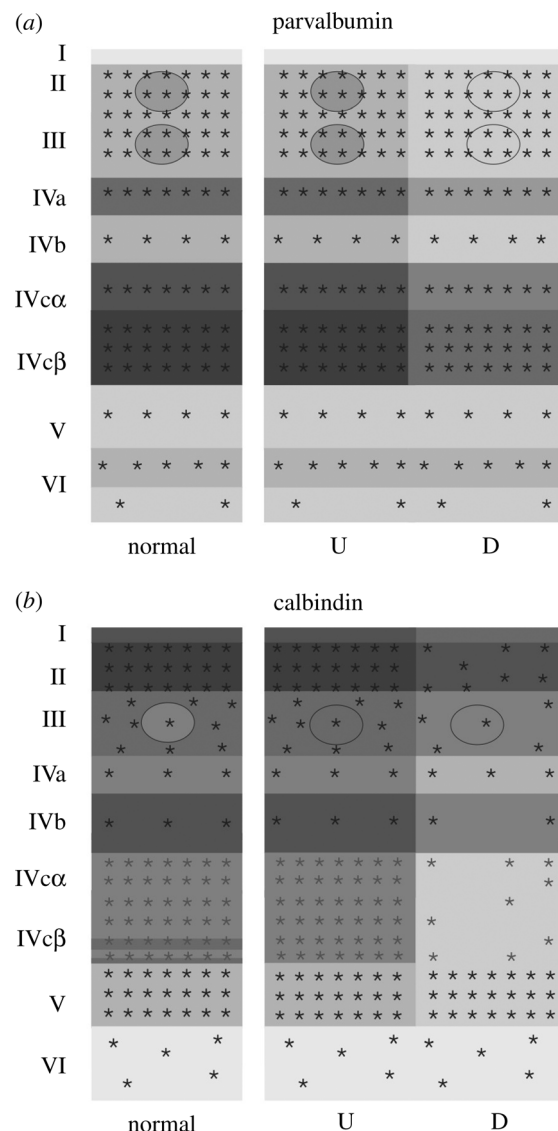 (a) parvalbumin
I
II
III
IVa
IVb
IVcα
IVcβ
V
VI
normal U D
(b) calbindin
I
II
III
IVa
IVb
IVcα
IVcβ
V
VI
normal U D